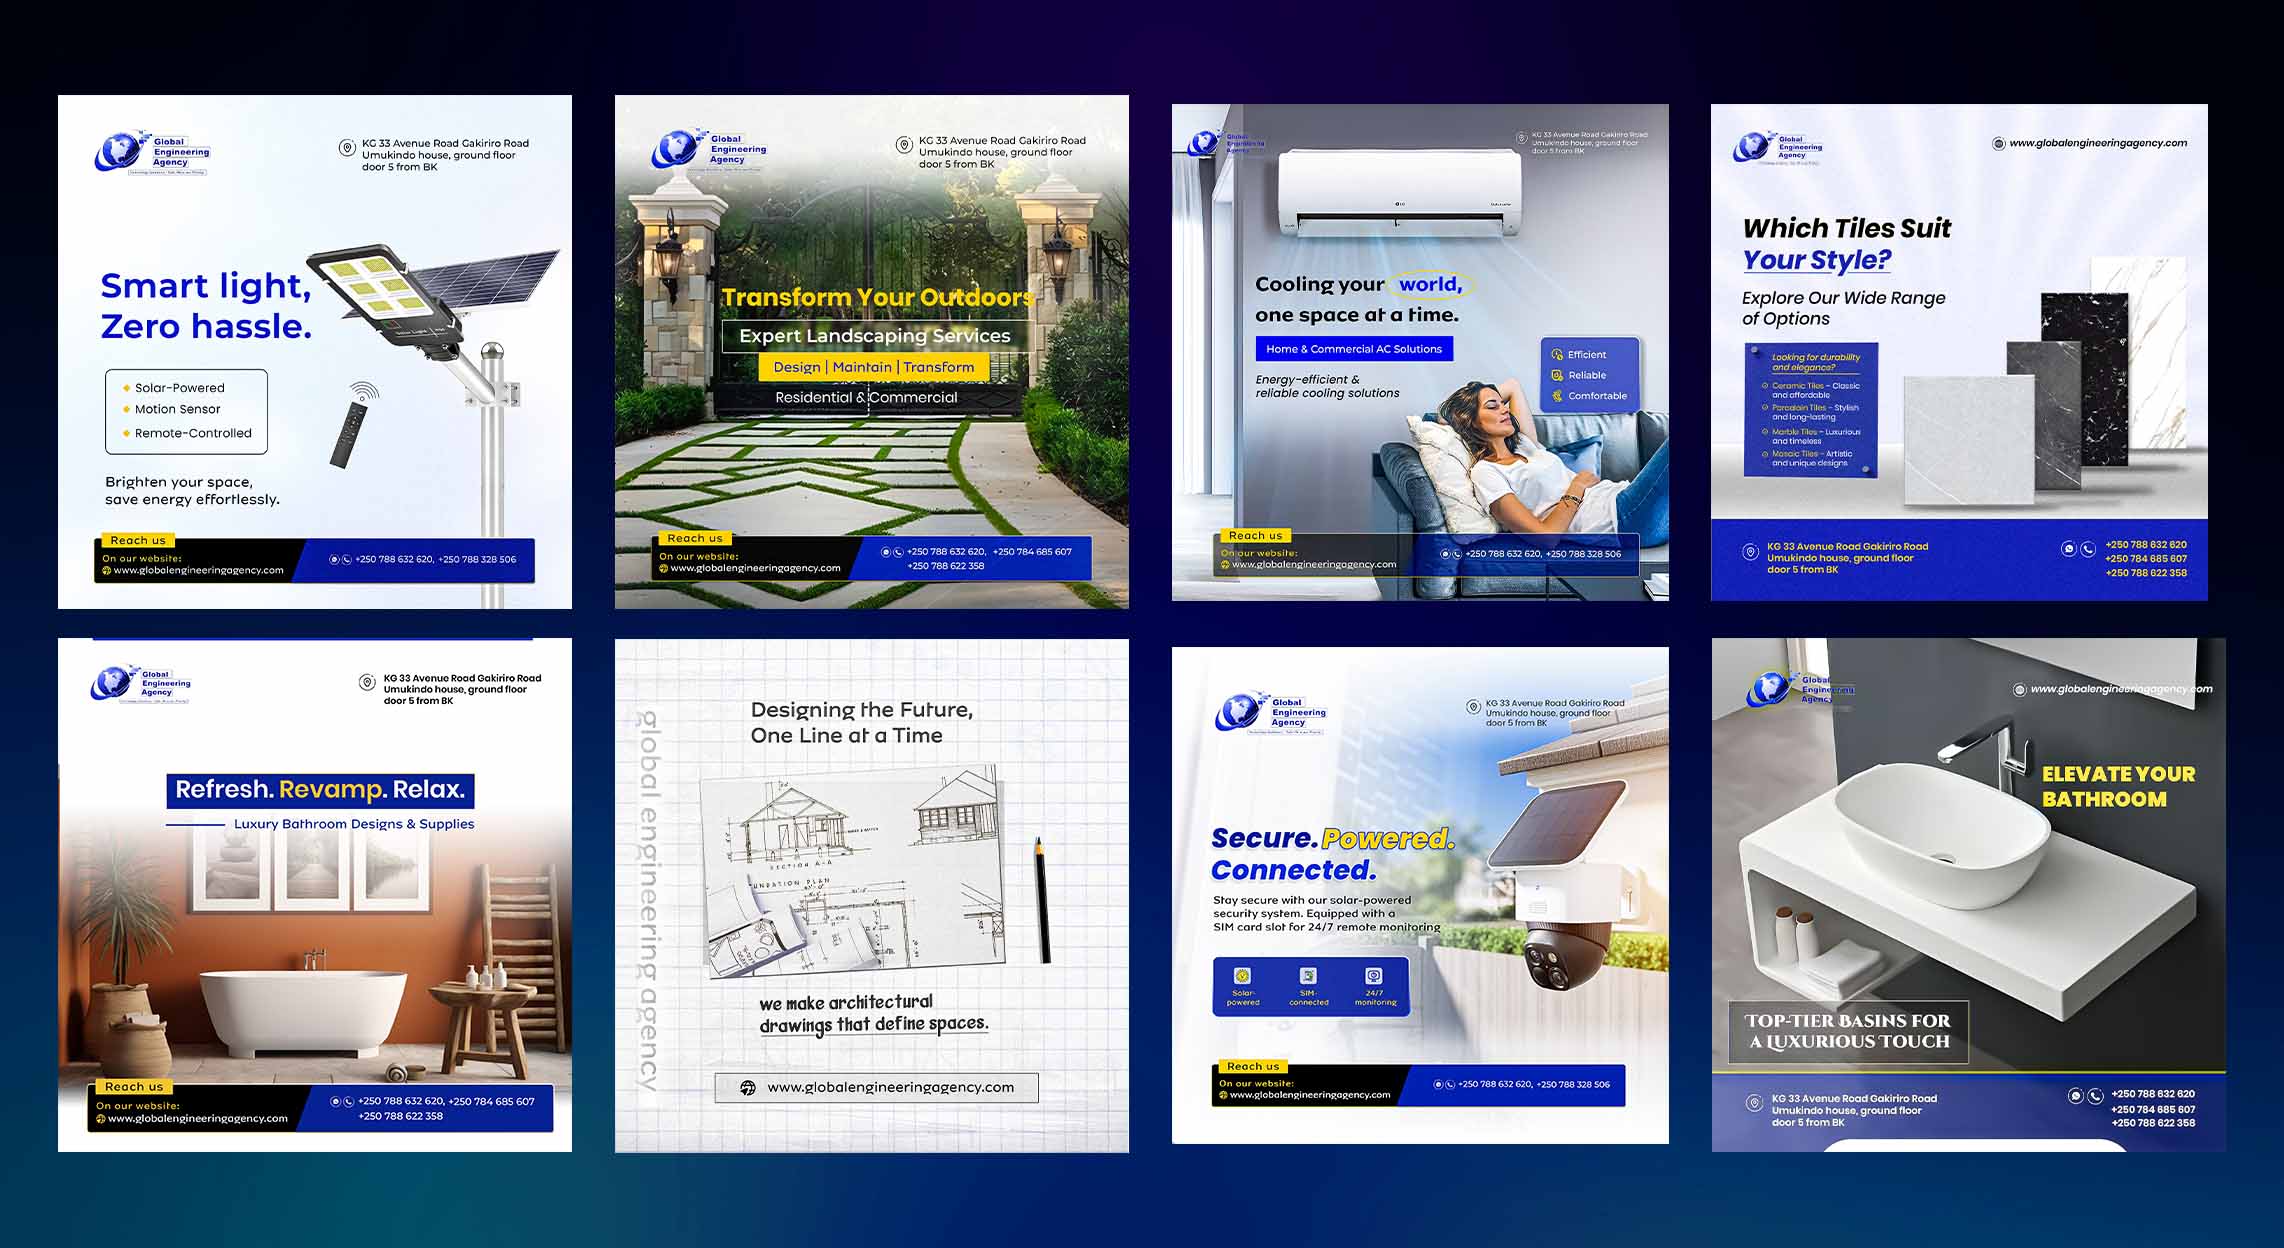 Global
Engineering
Agency
KG 33 Avenue Road Gakiriro Road
Umukindo house, ground floor
door 5 from BK
Smart light,
Zero hassle.
Solar-Powered
Motion Sensor
Remote-Controlled
Brighten your space,
save energy effortlessly.
Reach us
On our website:
www.globalengineeringagency.com
+250 788 632 620, +250 788 328 506
Global
Engineering
Agency
KG 33 Avenue Road Gakiriro Road
Umukindo house, ground floor
door 5 from BK
Transform Your Outdoors
Expert Landscaping Services
Design | Maintain | Transform
Residential & Commercial
Reach us
On our website:
www.globalengineeringagency.com
+250 788 632 620, +250 784 685 607
+250 788 622 358
Global
Engineering
Agency
KG 33 Avenue Road Gakiriro Road
Umukindo house, ground floor
door 5 from BK
LG
Cooling your world,
one space at a time.
Home & Commercial AC Solutions
Energy-efficient &
reliable cooling solutions
Efficient
Reliable
Comfortable
Reach us
On our website:
www.globalengineeringagency.com
+250 788 632 620, +250 788 328 506
Global
Engineering
Agency
www.globalengineeringagency.com
Which Tiles Suit
Your Style?
Explore Our Wide Range
of Options
Looking for durability
and elegance?
Ceramic Tiles – Classic
and affordable
Porcelain Tiles – Stylish
and long-lasting
Marble Tiles – Luxurious
and timeless
Mosaic Tiles – Artistic
and unique designs
KG 33 Avenue Road Gakiriro Road
Umukindo house, ground floor
door 5 from BK
+250 788 632 620
+250 784 685 607
+250 788 622 358
Global
Engineering
Agency
KG 33 Avenue Road Gakiriro Road
Umukindo house, ground floor
door 5 from BK
Refresh. Revamp. Relax.
Luxury Bathroom Designs & Supplies
Reach us
On our website:
www.globalengineeringagency.com
+250 788 632 620, +250 784 685 607
+250 788 622 358
global engineering agency
Designing the Future,
One Line at a Time
SECTION A-A
UNDATION PLAN
we make architectural
drawings that define spaces.
www.globalengineeringagency.com
Global
Engineering
Agency
KG 33 Avenue Road Gakiriro Road
Umukindo house, ground floor
door 5 from BK
Secure. Powered.
Connected.
Stay secure with our solar-powered
security system. Equipped with a
SIM card slot for 24/7 remote monitoring
Solar-
powered
SIM-
connected
24/7
monitoring
Reach us
On our website:
www.globalengineeringagency.com
+250 788 632 620, +250 788 328 506
Global
Engineering
Agency
www.globalengineeringagency.com
ELEVATE YOUR
BATHROOM
TOP-TIER BASINS FOR
A LUXURIOUS TOUCH
KG 33 Avenue Road Gakiriro Road
Umukindo house, ground floor
door 5 from BK
+250 788 632 620
+250 784 685 607
+250 788 622 358